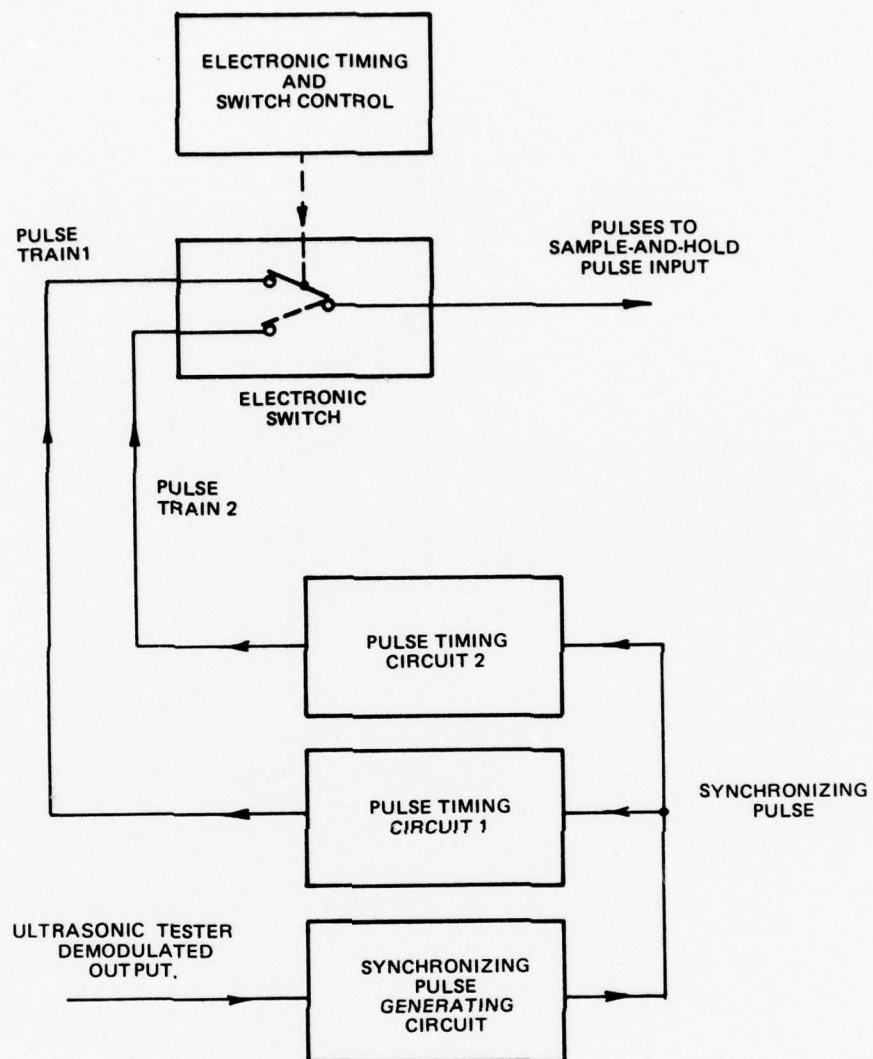 ELECTRONIC TIMING
AND
SWITCH CONTROL
PULSE
TRAIN1
PULSES TO
SAMPLE-AND-HOLD
PULSE INPUT
ELECTRONIC
SWITCH
PULSE
TRAIN 2
PULSE TIMING
CIRCUIT 2
PULSE TIMING
CIRCUIT 1
SYNCHRONIZING
PULSE
ULTRASONIC TESTER
DEMODULATED
OUTPUT.
SYNCHRONIZING
PULSE
GENERATING
CIRCUIT